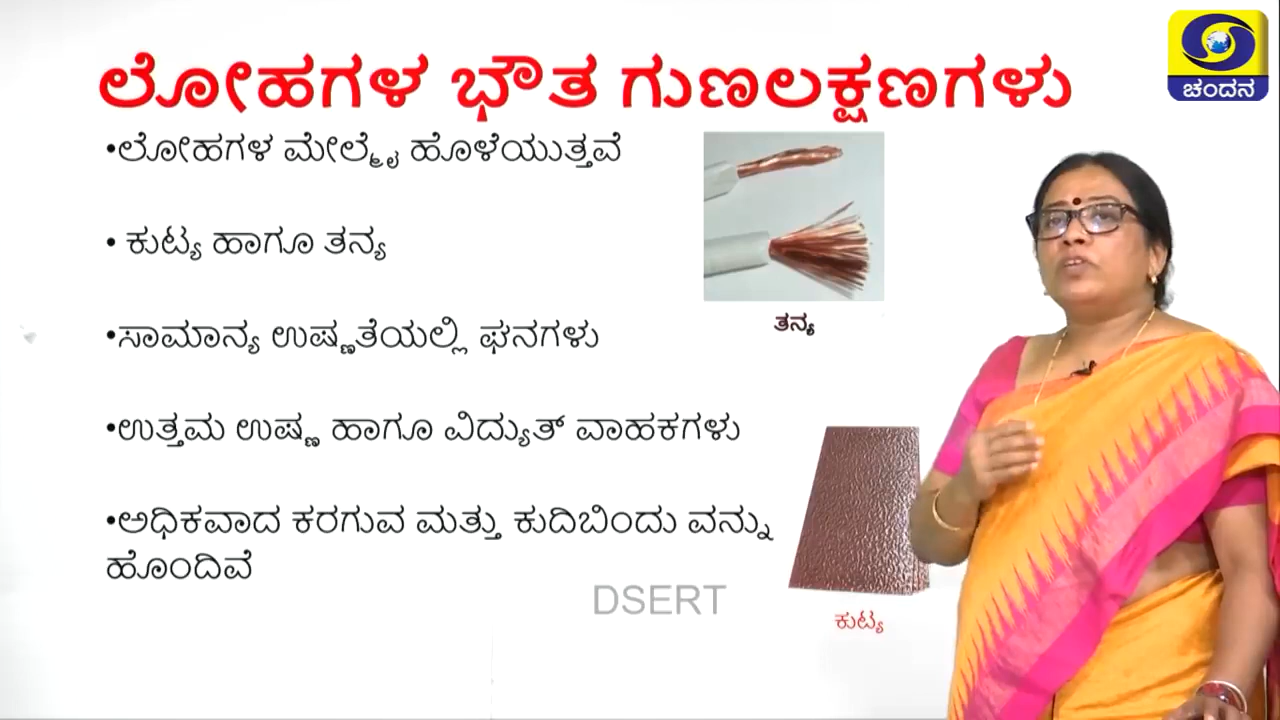 ಲೋಹಗಳ ಭೌತ ಗುಣಲಕ್ಷಣಗಳು
ಚಂದನ
•ಲೋಹಗಳ ಮೇಲ್ಮೈ ಹೊಳೆಯುತ್ತವೆ
• ಕುಟ್ಯ ಹಾಗೂ ತನ್ಯ
ತನ್ಯ
•ಸಾಮಾನ್ಯ ಉಷ್ಣತೆಯಲ್ಲಿ ಘನಗಳು
•ಉತ್ತಮ ಉಷ್ಣ ಹಾಗೂ ವಿದ್ಯುತ್ ವಾಹಕಗಳು
•ಅಧಿಕವಾದ ಕರಗುವ ಮತ್ತು ಕುದಿಬಿಂದು ವನ್ನು
ಹೊಂದಿವೆ
DSERT
ಕುಟ್ಯ